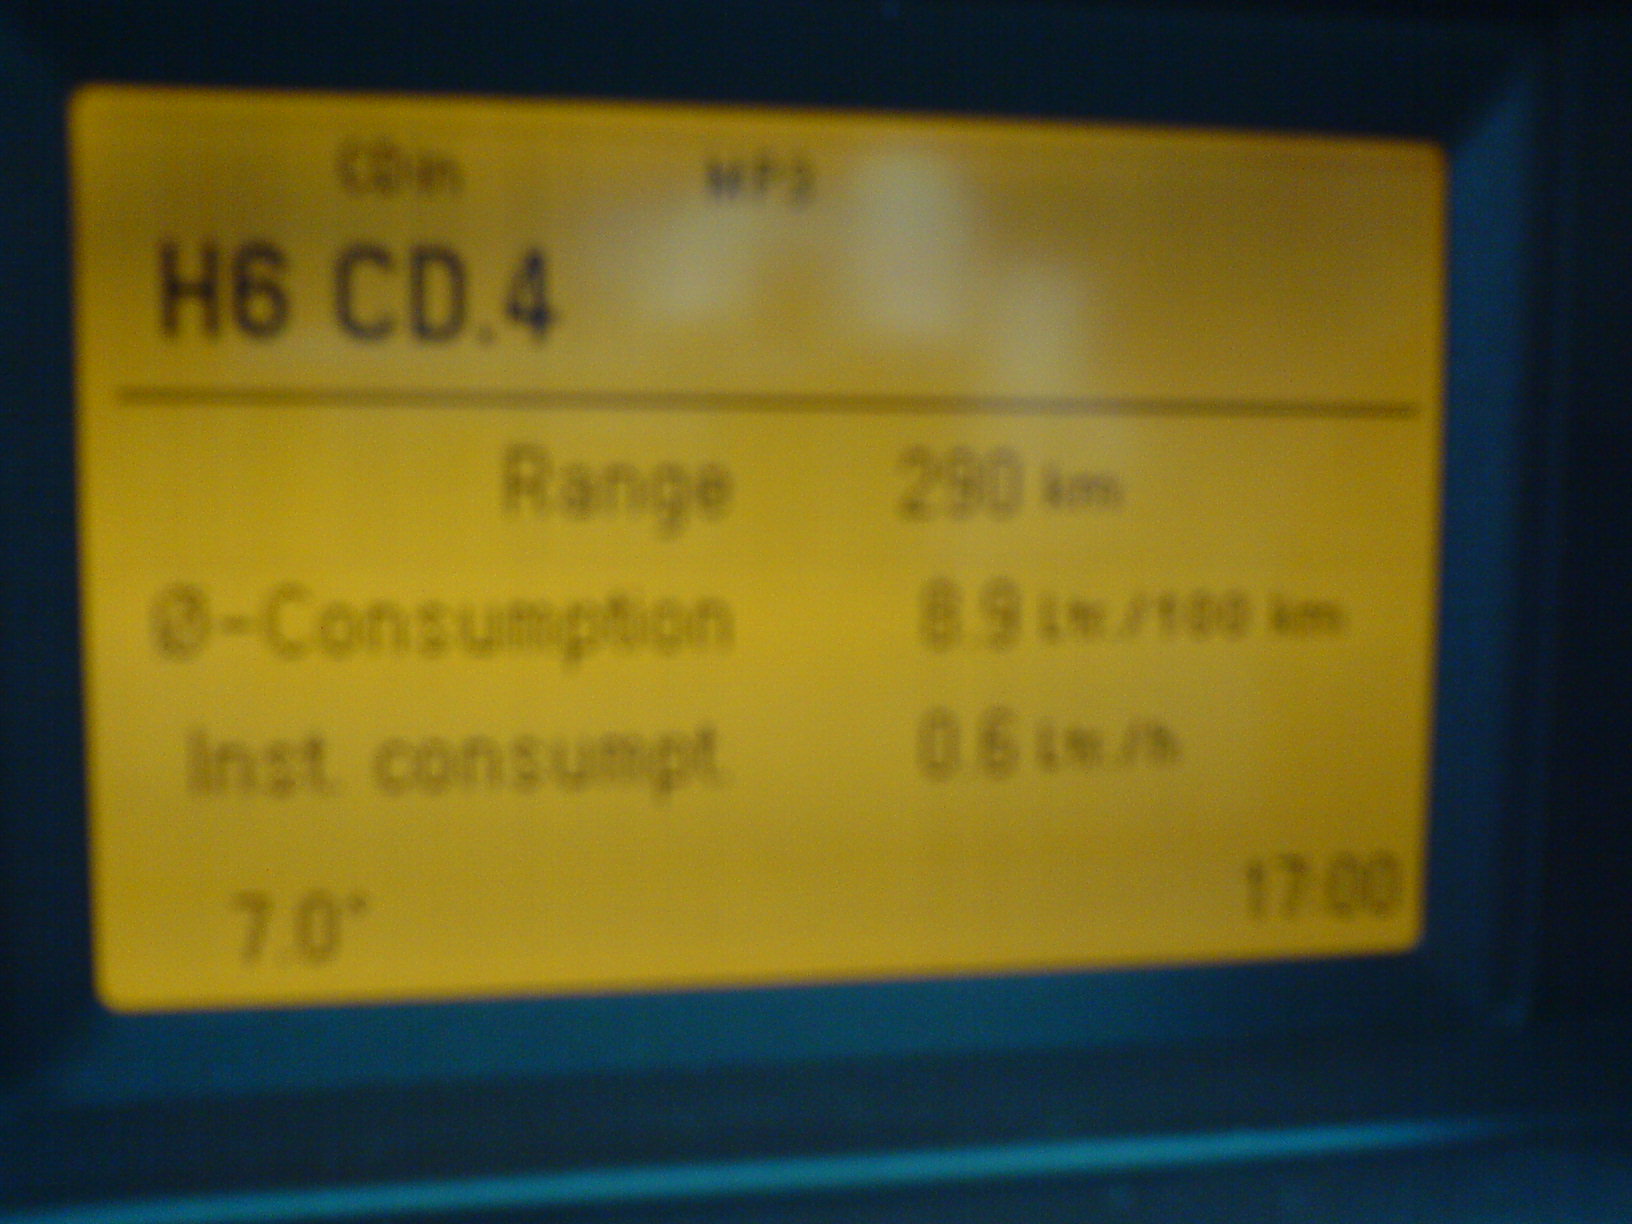 CDin MP3
H6 CD.4
Range 290 km
Ø-Consumption 8.9 Ltr./100 km
Inst. consumpt. 0.6 Ltr./h
7.0° 17:00